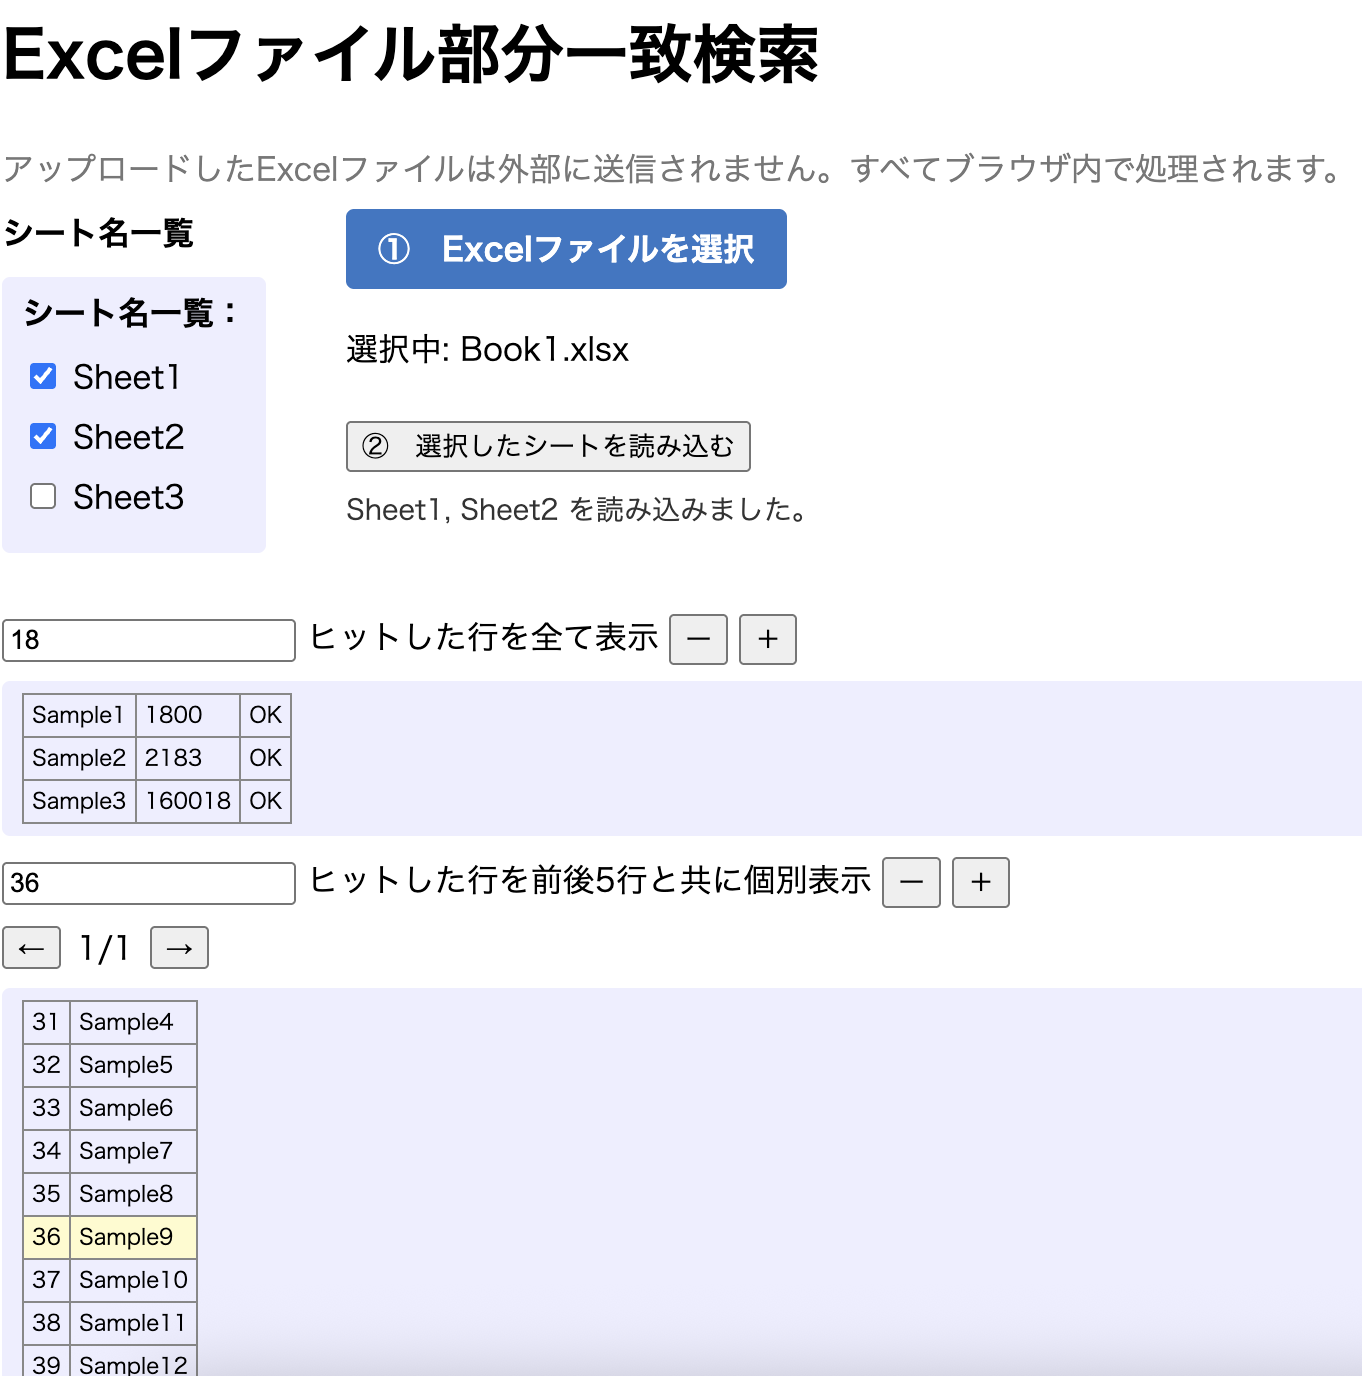 Excelファイル部分一致検索
アップロードしたExcelファイルは外部に送信されません。すべてブラウザ内で処理されます。
シート名一覧
シート名一覧：
Sheet1
Sheet2
Sheet3
①　Excelファイルを選択
選択中: Book1.xlsx
②　選択したシートを読み込む
Sheet1, Sheet2 を読み込みました。
18 ヒットした行を全て表示 － ＋
Sample1 1800 OK
Sample2 2183 OK
Sample3 160018 OK
36 ヒットした行を前後5行と共に個別表示 － ＋
← 1/1 →
31 Sample4
32 Sample5
33 Sample6
34 Sample7
35 Sample8
36 Sample9
37 Sample10
38 Sample11
39 Sample12